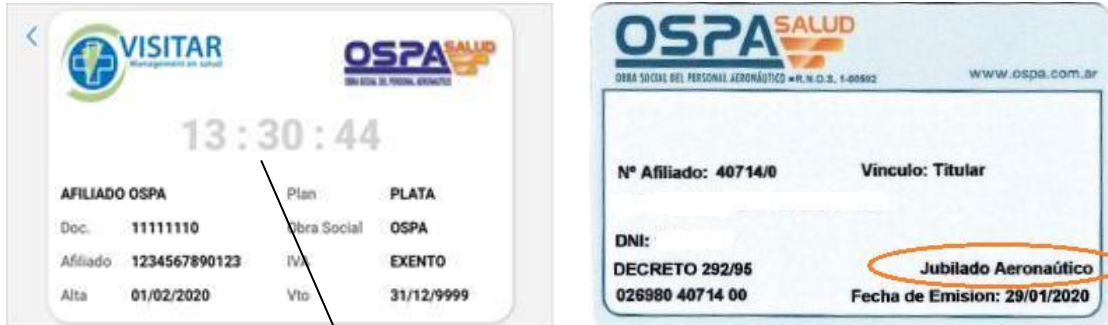 VISITAR
Management en salud
OSPA SALUD
OBRA SOCIAL DEL PERSONAL AERONÁUTICO
13:30:44
AFILIADO OSPA Plan PLATA
Doc. 11111110 Obra Social OSPA
Afiliado 1234567890123 IVA EXENTO
Alta 01/02/2020 Vto 31/12/9999
OSPA SALUD
OBRA SOCIAL DEL PERSONAL AERONÁUTICO R.N.O.S. 1-00502
www.ospa.com.ar
Nº Afiliado: 40714/0 Vinculo: Titular
DNI:
DECRETO 292/95 Jubilado Aeronaútico
026980 40714 00 Fecha de Emision: 29/01/2020